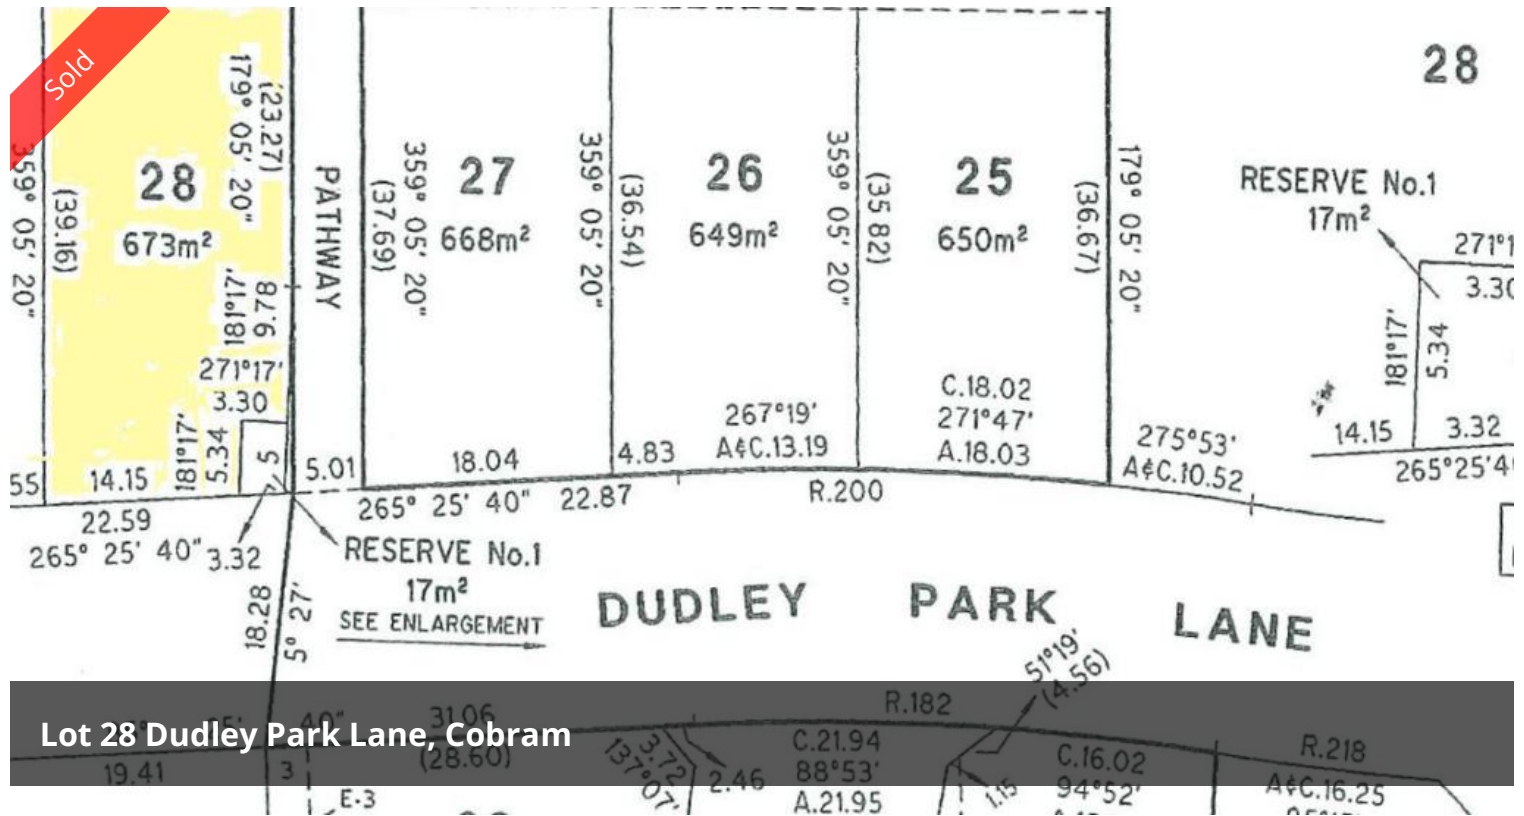 Sold
28
673m²
359° 05' 20"
(39.16)
179° 05' 20"
(23.27)
181°17'
9.78
271°17'
3.30
181°17'
5.34
5
55
14.15
22.59
265° 25' 40"
3.32
PATHWAY
5.01
(37.69)
359° 05' 20"
27
668m²
18.04
265° 25' 40"
22.87
359° 05' 20"
(36.54)
26
649m²
4.83
267°19'
A&C.13.19
R.200
359° 05' 20"
(35 82)
25
650m²
C.18.02
271°47'
A.18.03
(36.67)
179° 05' 20"
275°53'
A&C.10.52
28
RESERVE No.1
17m²
271°1
3.30
181°17'
5.34
14.15
3.32
265°25'4
RESERVE No.1
17m²
SEE ENLARGEMENT
18.28
5° 27'
DUDLEY PARK LANE
51°19'
(4.56)
Lot 28 Dudley Park Lane, Cobram
40"
31.06
(28.60)
19.41
3
E-3
3.72
137°07'
2.46
R.182
C.21.94
88°53'
A.21.95
1.15
C.16.02
94°52'
R.218
A&C.16.25